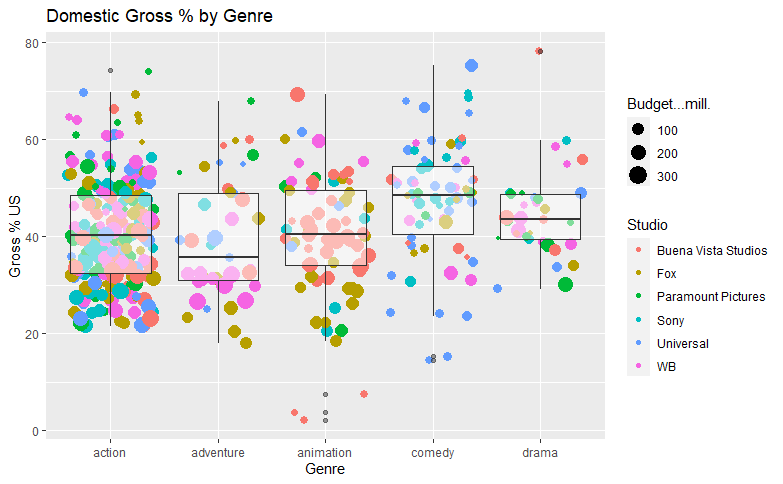 Domestic Gross % by Genre
Gross % US
80
60
40
20
0
action adventure animation comedy drama
Genre
Budget...mill.
100
200
300
Studio
Buena Vista Studios
Fox
Paramount Pictures
Sony
Universal
WB